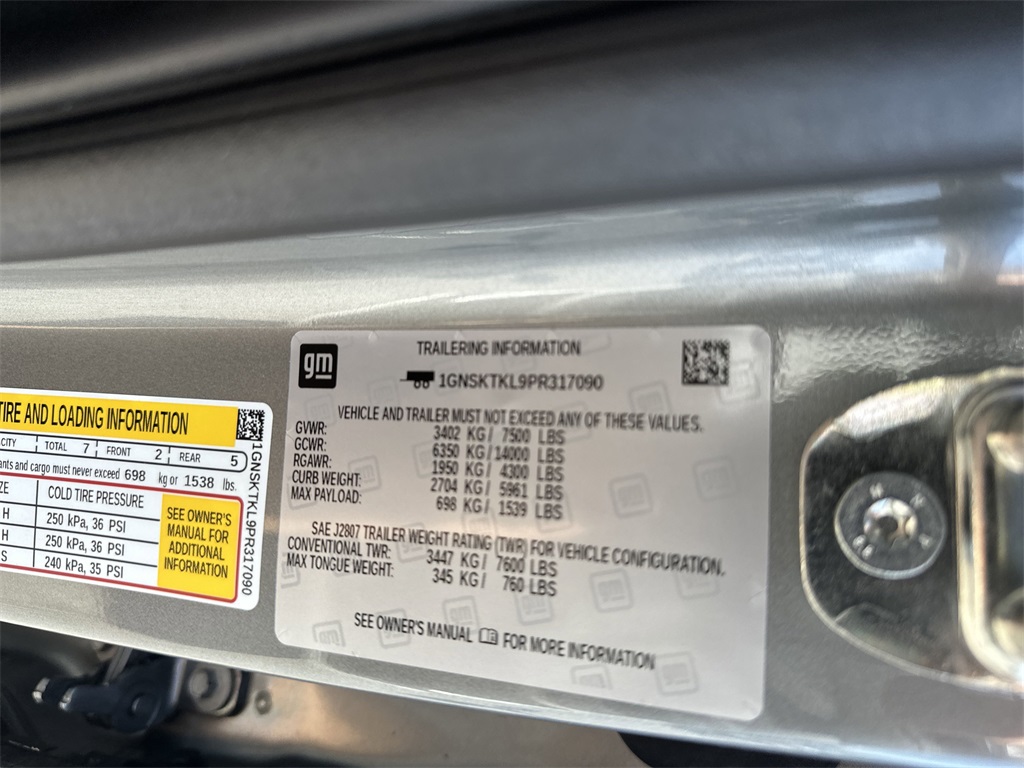 TIRE AND LOADING INFORMATION
CITY TOTAL 7 FRONT 2 REAR 5
ants and cargo must never exceed 698 kg or 1538 lbs.
ZE COLD TIRE PRESSURE
H 250 kPa, 36 PSI
H 250 kPa, 36 PSI
S 240 kPa, 35 PSI
SEE OWNER'S
MANUAL FOR
ADDITIONAL
INFORMATION
1GNSKTKL9PR317090
gm
TRAILERING INFORMATION
1GNSKTKL9PR317090
VEHICLE AND TRAILER MUST NOT EXCEED ANY OF THESE VALUES.
GVWR: 3402 KG/ 7500 LBS
GCWR: 6350 KG/14000 LBS
RGAWR: 1950 KG/ 4300 LBS
CURB WEIGHT: 2704 KG/ 5961 LBS
MAX PAYLOAD: 698 KG/ 1539 LBS
SAE J2807 TRAILER WEIGHT RATING (TWR) FOR VEHICLE CONFIGURATION.
CONVENTIONAL TWR: 3447 KG/ 7600 LBS
MAX TONGUE WEIGHT: 345 KG/ 760 LBS
SEE OWNER'S MANUAL FOR MORE INFORMATION